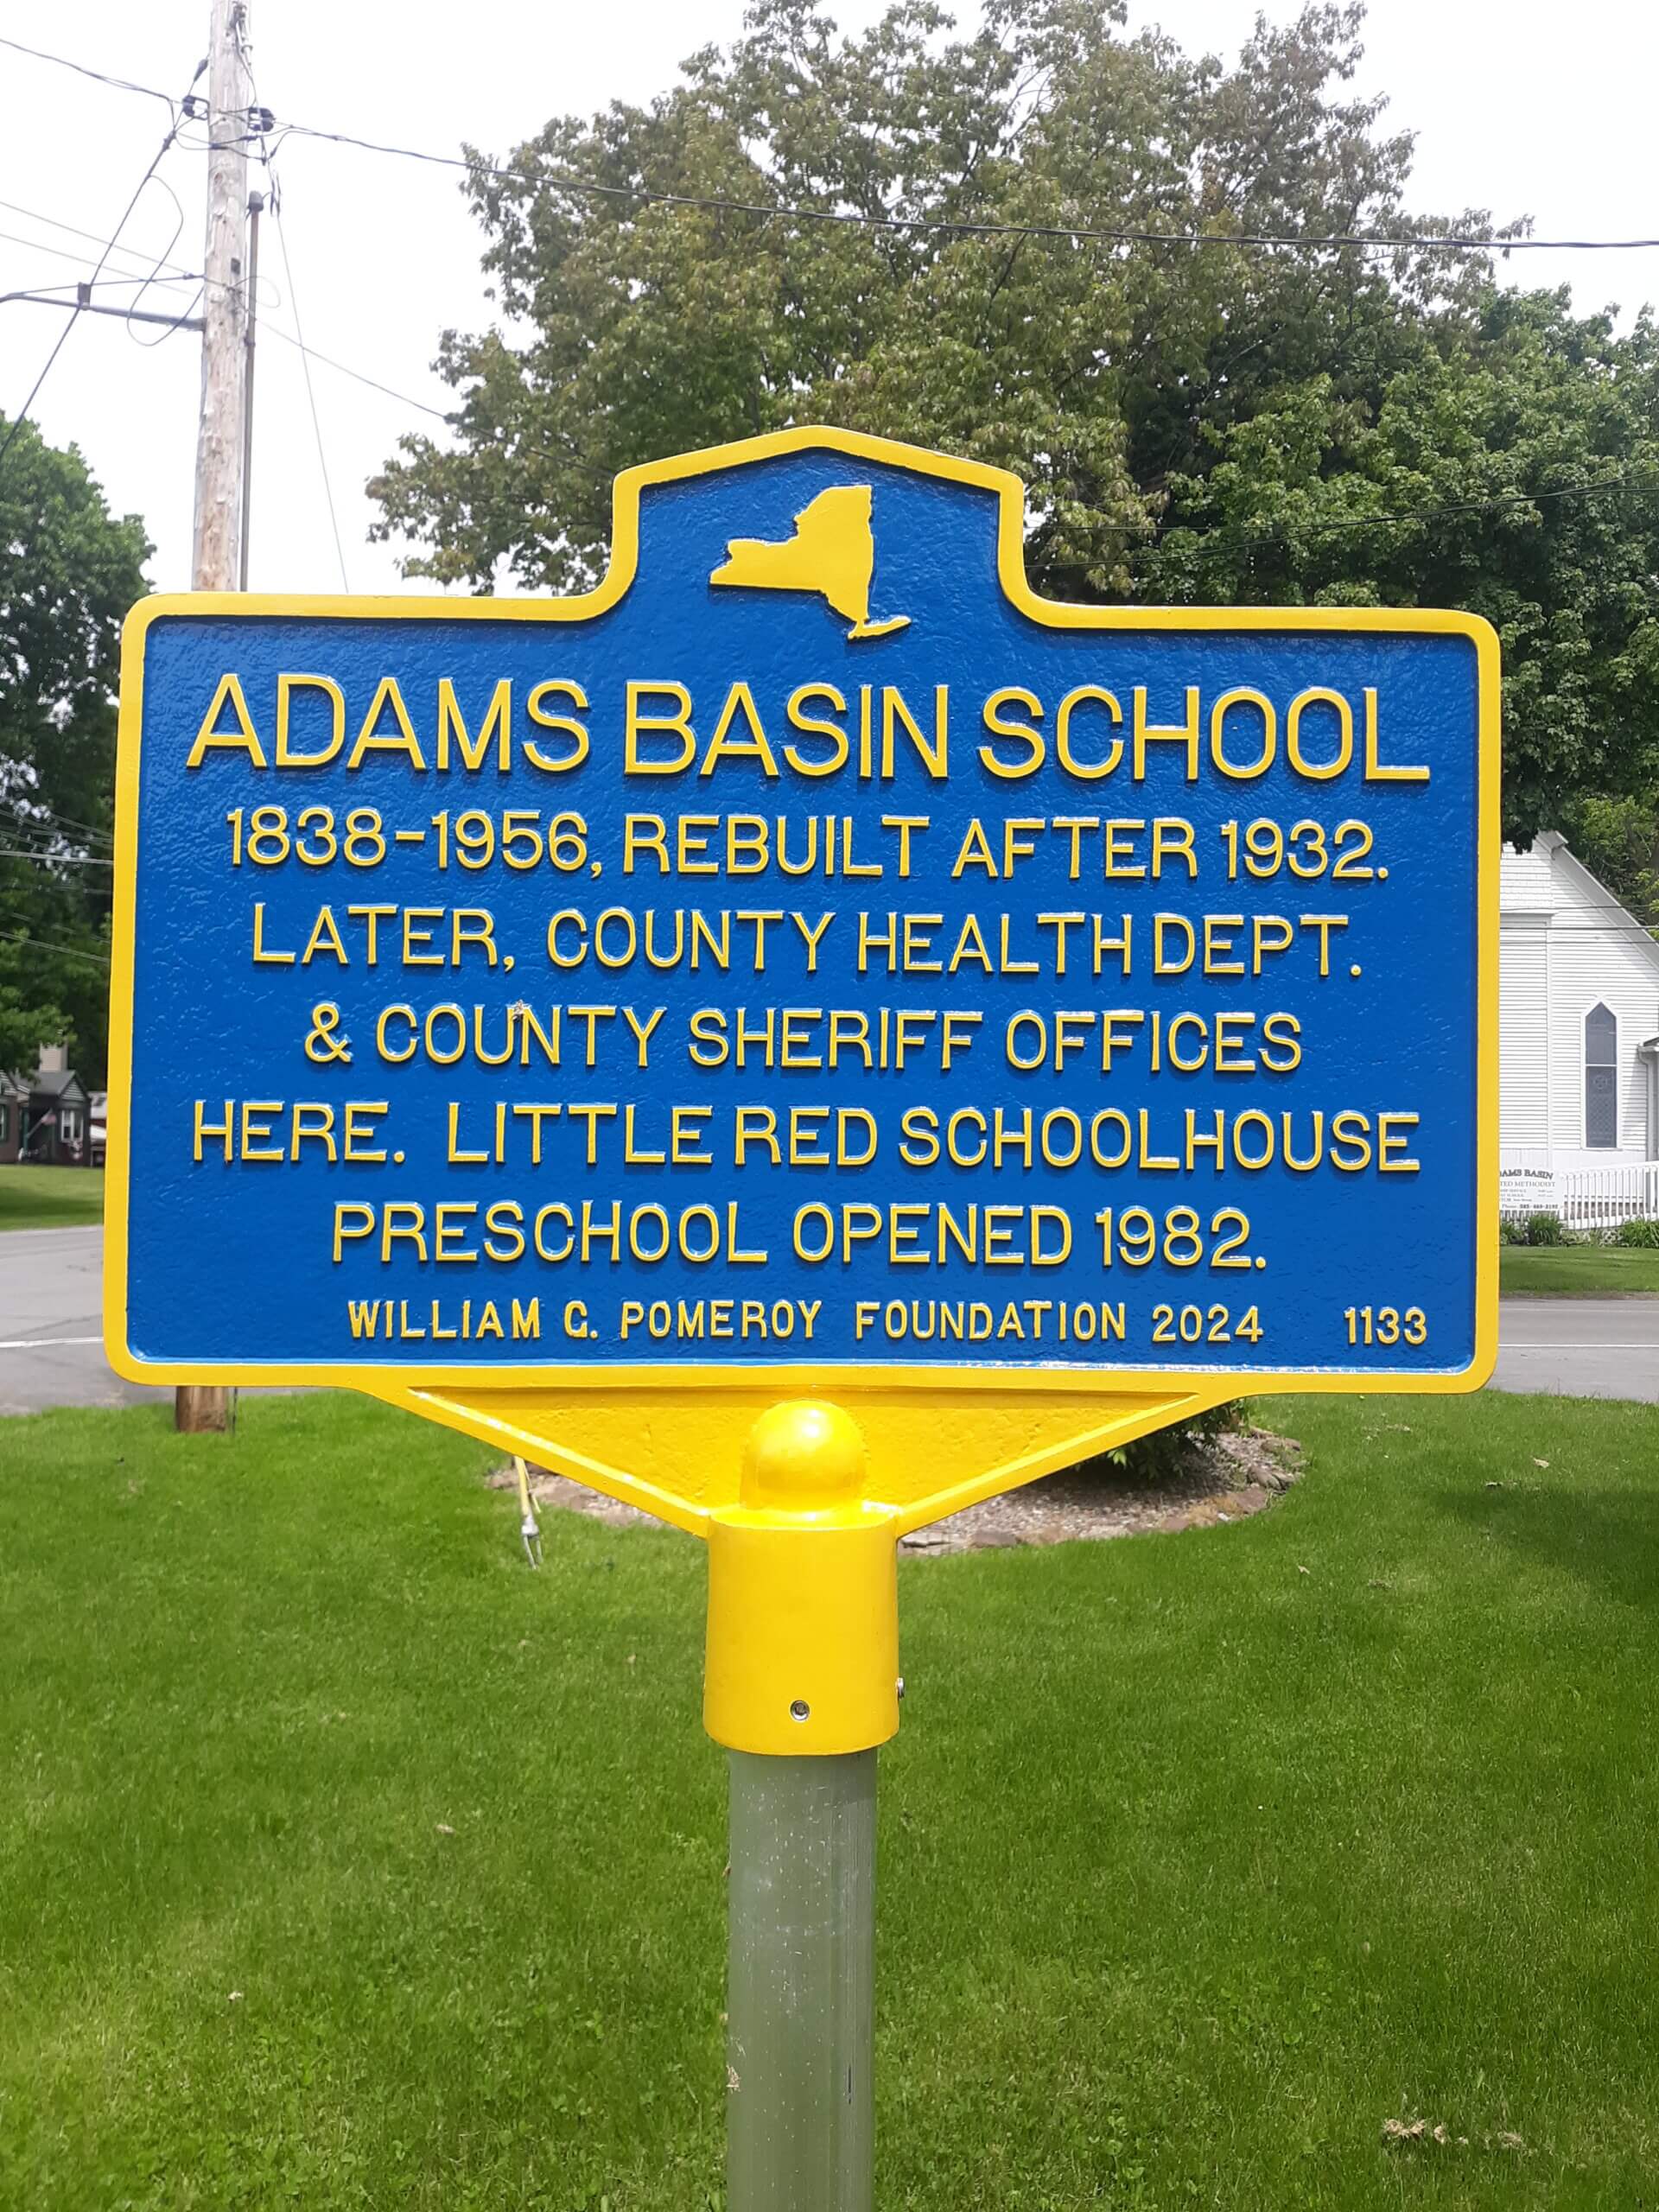 ADAMS BASIN SCHOOL
1838-1956, REBUILT AFTER 1932.
LATER, COUNTY HEALTH DEPT.
& COUNTY SHERIFF OFFICES
HERE. LITTLE RED SCHOOLHOUSE
PRESCHOOL OPENED 1982.
WILLIAM G. POMEROY FOUNDATION 2024 1133
BASIN
METHODIST